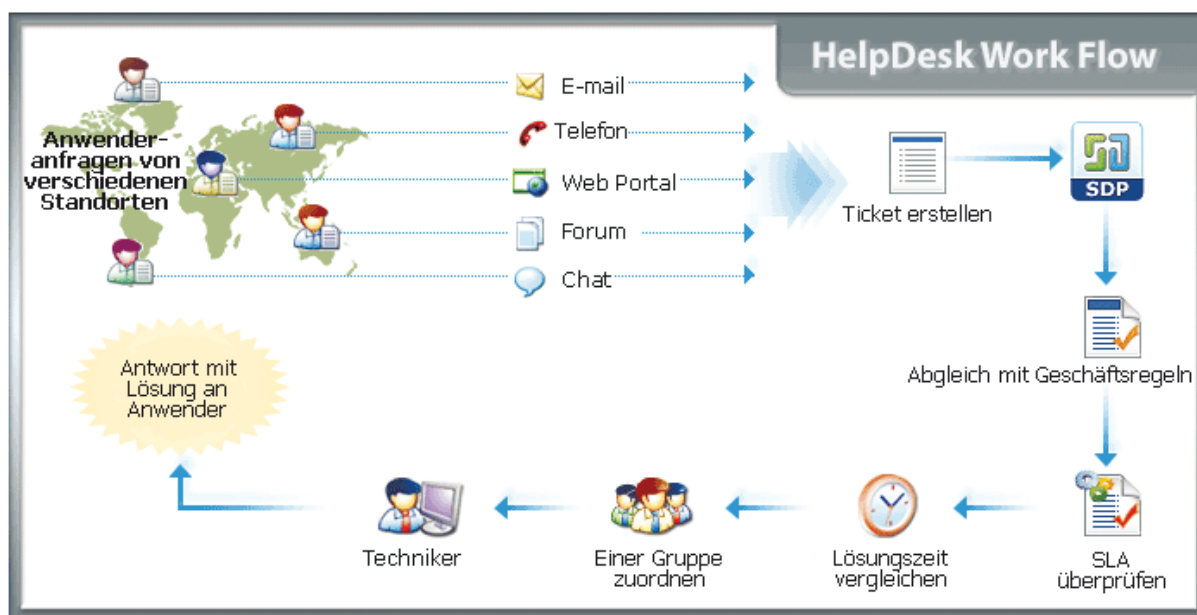 HelpDesk Work Flow
Anwender-
anfragen von
verschiedenen
Standorten
E-mail
Telefon
Web Portal
Forum
Chat
Ticket erstellen
SDP
Abgleich mit Geschäftsregeln
SLA
überprüfen
Lösungszeit
vergleichen
Einer Gruppe
zuordnen
Techniker
Antwort mit
Lösung an
Anwender